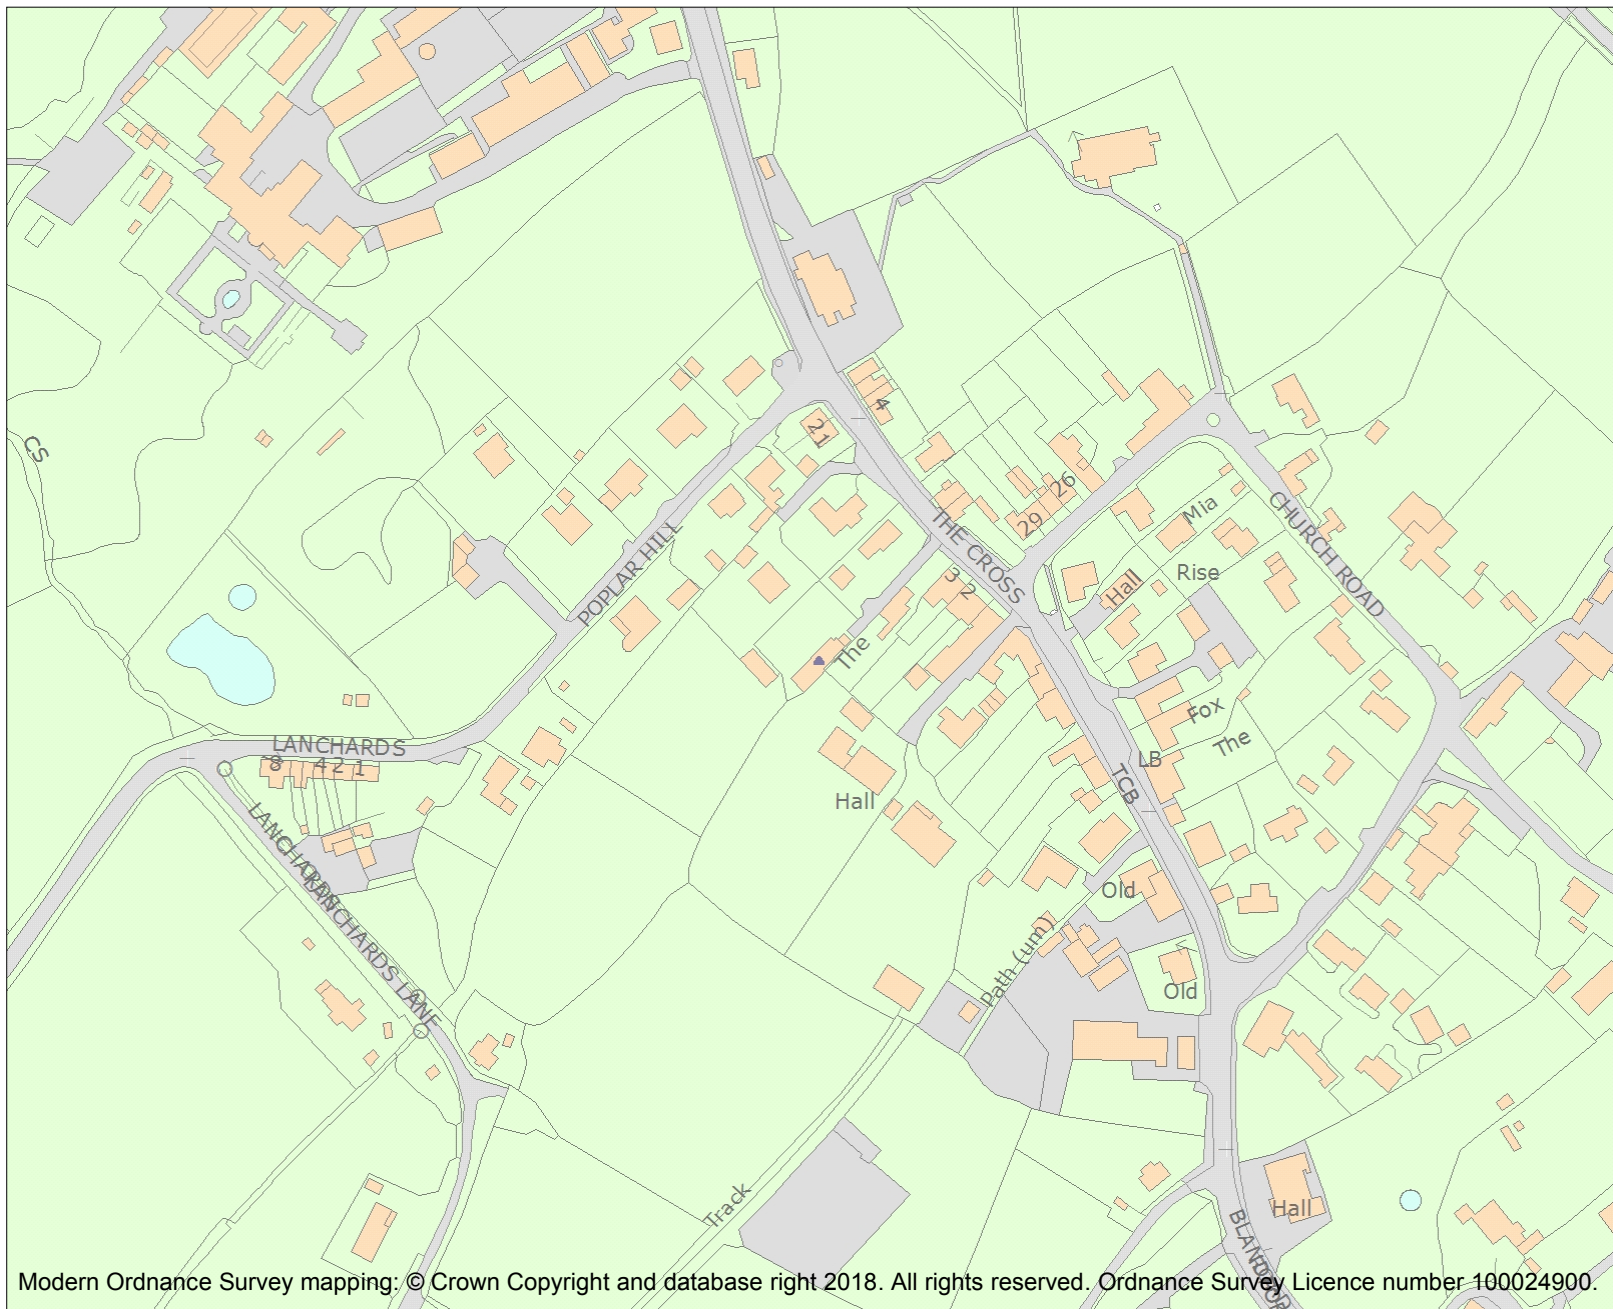 4
21
CS
26
29
Mia
CHURCH ROAD
THE CROSS
POPLAR HILL
3 2
Hall
Rise
The
Fox
The
LANCHARDS
8 4 2 1
LB
TCB
Hall
LANCHARDS LANE
Old
Path (um)
Old
Track
Hall
Modern Ordnance Survey mapping: © Crown Copyright and database right 2018. All rights reserved. Ordnance Survey Licence number 100024900.